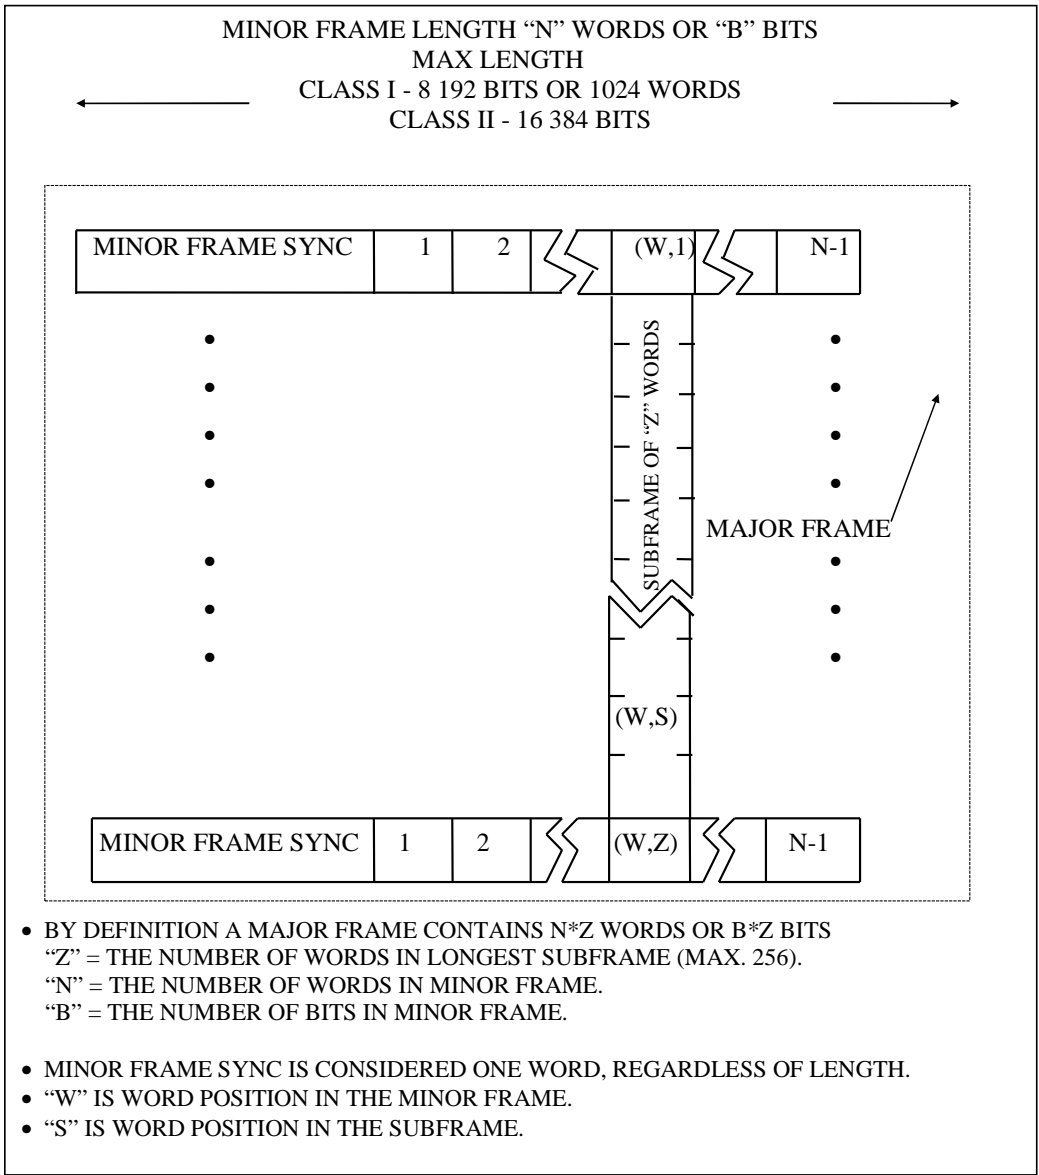 MINOR FRAME LENGTH “N” WORDS OR “B” BITS
MAX LENGTH
CLASS I - 8 192 BITS OR 1024 WORDS
CLASS II - 16 384 BITS
MINOR FRAME SYNC 1 2 (W,1) N-1
SUBFRAME OF “Z” WORDS
MAJOR FRAME
(W,S)
MINOR FRAME SYNC 1 2 (W,Z) N-1
• BY DEFINITION A MAJOR FRAME CONTAINS N*Z WORDS OR B*Z BITS
“Z” = THE NUMBER OF WORDS IN LONGEST SUBFRAME (MAX. 256).
“N” = THE NUMBER OF WORDS IN MINOR FRAME.
“B” = THE NUMBER OF BITS IN MINOR FRAME.
• MINOR FRAME SYNC IS CONSIDERED ONE WORD, REGARDLESS OF LENGTH.
• “W” IS WORD POSITION IN THE MINOR FRAME.
• “S” IS WORD POSITION IN THE SUBFRAME.